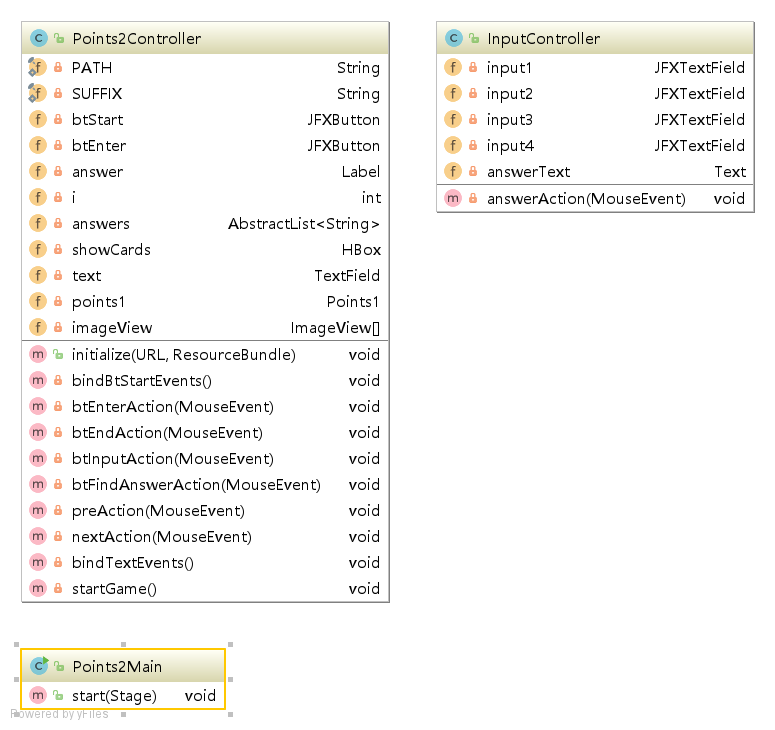 Points2Controller
PATH String
SUFFIX String
btStart JFXButton
btEnter JFXButton
answer Label
i int
answers AbstractList<String>
showCards HBox
text TextField
points1 Points1
imageView ImageView[]
initialize(URL, ResourceBundle) void
bindBtStartEvents() void
btEnterAction(MouseEvent) void
btEndAction(MouseEvent) void
btInputAction(MouseEvent) void
btFindAnswerAction(MouseEvent) void
preAction(MouseEvent) void
nextAction(MouseEvent) void
bindTextEvents() void
startGame() void
InputController
input1 JFXTextField
input2 JFXTextField
input3 JFXTextField
input4 JFXTextField
answerText Text
answerAction(MouseEvent) void
Points2Main
start(Stage) void
Powered by yFiles